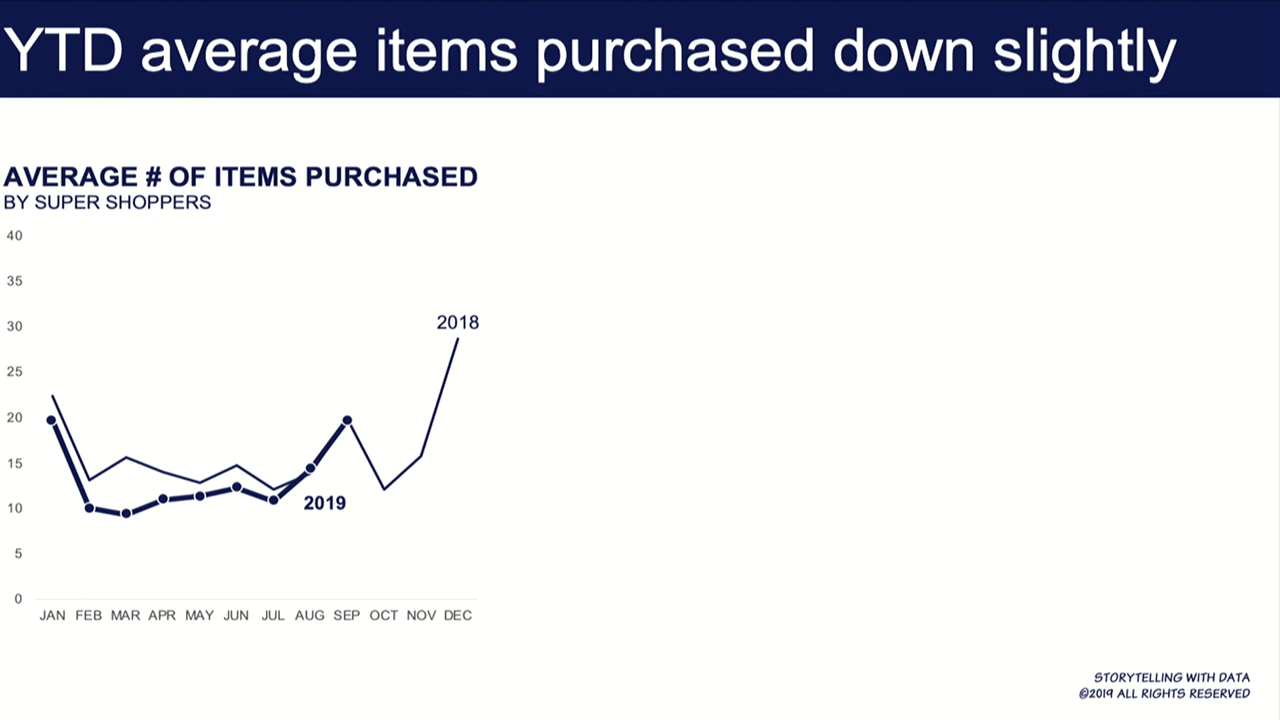 YTD average items purchased down slightly
AVERAGE # OF ITEMS PURCHASED
BY SUPER SHOPPERS
40
35
30
25
20
15
10
5
0
2018
2019
JAN FEB MAR APR MAY JUN JUL AUG SEP OCT NOV DEC
STORYTELLING WITH DATA
©2019 ALL RIGHTS RESERVED